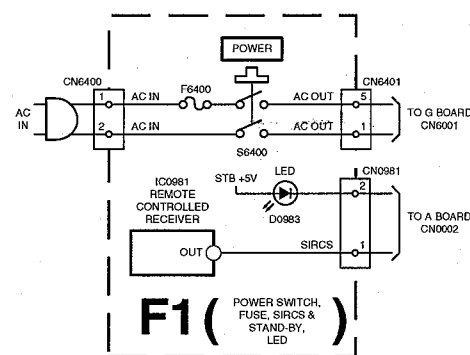 POWER
CN6400
F6400
CN6401
1
AC IN
AC OUT
5
AC
IN
TO G BOARD
CN6001
2
AC IN
AC OUT
1
S6400
IC0981
REMOTE
CONTROLLED
RECEIVER
STB +5V
LED
D0983
CN0981
2
TO A BOARD
CN0002
OUT
SIRCS
1
F1 ( POWER SWITCH,
FUSE, SIRCS &
STAND-BY,
LED )